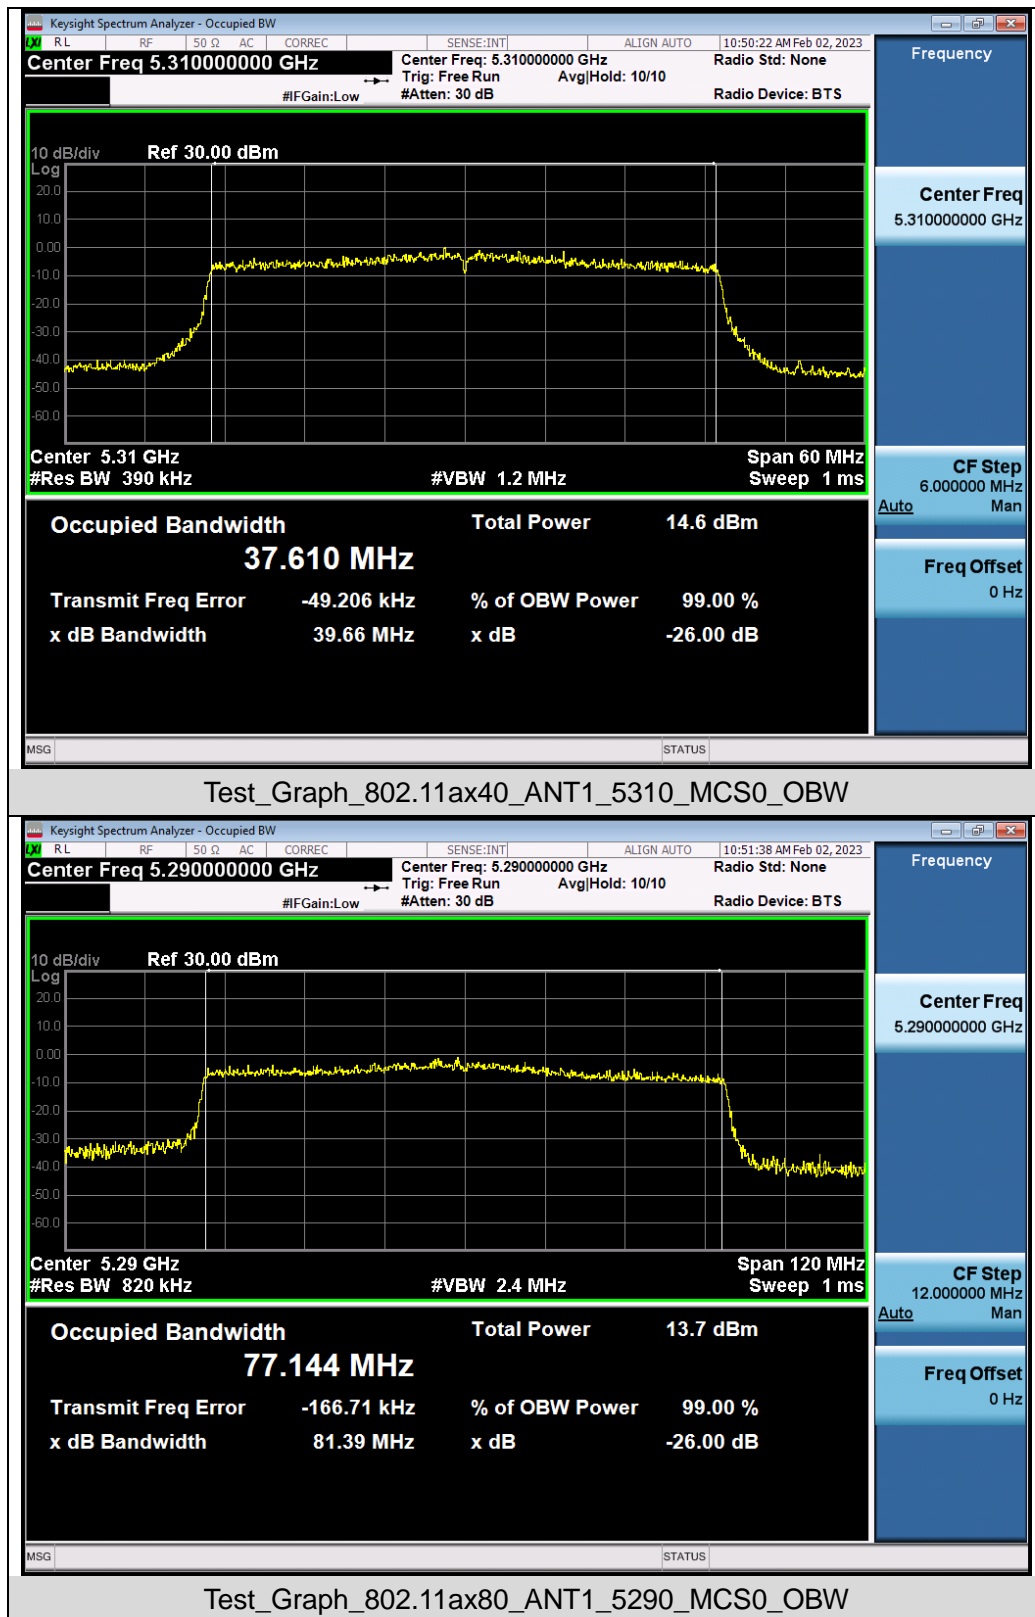 Keysight Spectrum Analyzer - Occupied BW
LXI RL RF 50 Ω AC CORREC SENSE:INT ALIGN AUTO 10:50:22 AM Feb 02, 2023
Center Freq 5.310000000 GHz
Center Freq: 5.310000000 GHz
Radio Std: None
Trig: Free Run Avg|Hold: 10/10
#IFGain:Low
#Atten: 30 dB
Radio Device: BTS
Frequency
10 dB/div Ref 30.00 dBm
Log
20.0
10.0
0.00
-10.0
-20.0
-30.0
-40.0
-50.0
-60.0
Center Freq
5.310000000 GHz
Center 5.31 GHz Span 60 MHz
#Res BW 390 kHz #VBW 1.2 MHz Sweep 1 ms
CF Step
6.000000 MHz
Auto Man
Occupied Bandwidth Total Power 14.6 dBm
37.610 MHz
Freq Offset
0 Hz
Transmit Freq Error -49.206 kHz % of OBW Power 99.00 %
x dB Bandwidth 39.66 MHz x dB -26.00 dB
MSG STATUS
Test_Graph_802.11ax40_ANT1_5310_MCS0_OBW
Keysight Spectrum Analyzer - Occupied BW
LXI RL RF 50 Ω AC CORREC SENSE:INT ALIGN AUTO 10:51:38 AM Feb 02, 2023
Center Freq 5.290000000 GHz
Center Freq: 5.290000000 GHz
Radio Std: None
Trig: Free Run Avg|Hold: 10/10
#IFGain:Low
#Atten: 30 dB
Radio Device: BTS
Frequency
10 dB/div Ref 30.00 dBm
Log
20.0
10.0
0.00
-10.0
-20.0
-30.0
-40.0
-50.0
-60.0
Center Freq
5.290000000 GHz
Center 5.29 GHz Span 120 MHz
#Res BW 820 kHz #VBW 2.4 MHz Sweep 1 ms
CF Step
12.000000 MHz
Auto Man
Occupied Bandwidth Total Power 13.7 dBm
77.144 MHz
Freq Offset
0 Hz
Transmit Freq Error -166.71 kHz % of OBW Power 99.00 %
x dB Bandwidth 81.39 MHz x dB -26.00 dB
MSG STATUS
Test_Graph_802.11ax80_ANT1_5290_MCS0_OBW